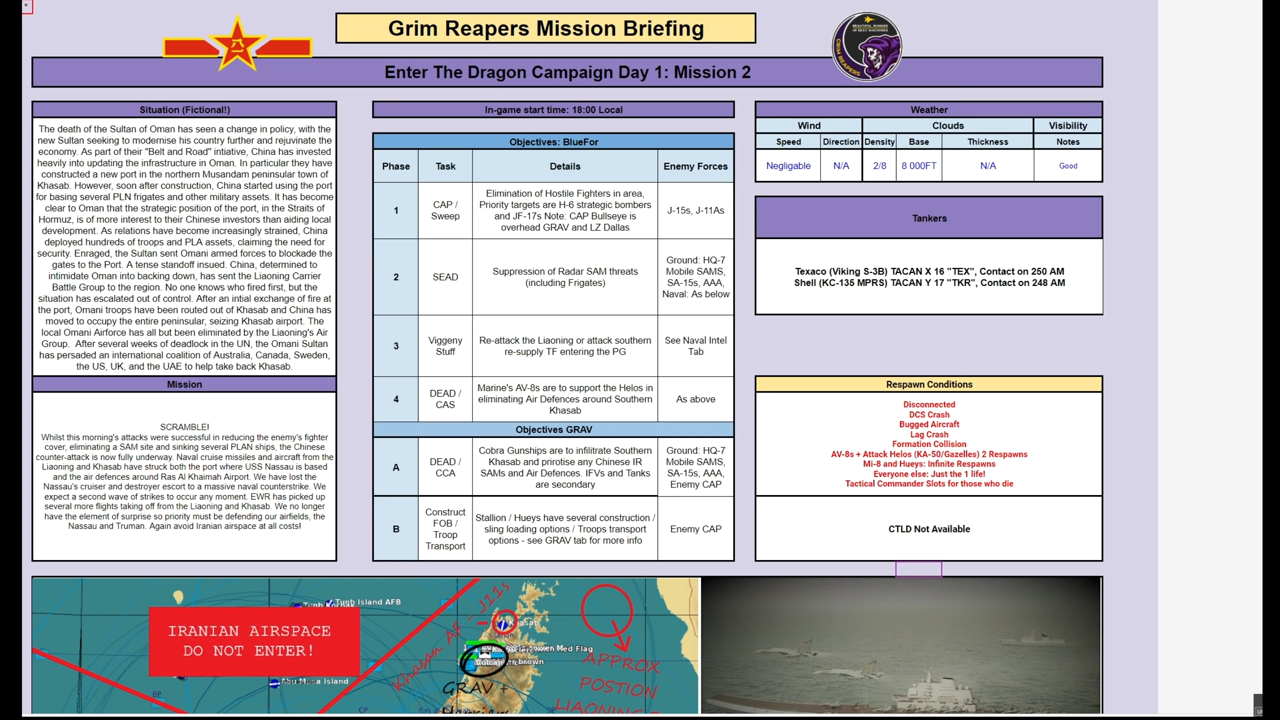 Grim Reapers Mission Briefing
Enter The Dragon Campaign Day 1: Mission 2
Situation (Fictional!)
The death of the Sultan of Oman has seen a change in policy, with the
new Sultan seeking to modernise his country further and rejuvinate the
economy. As part of their "Belt and Road" intiative, China has invested
heavily into updating the infrastructure in Oman. In particular they have
constructed a new port in the northern Musandam peninsular town of
Khasab. However, soon after construction, China started using the port
for basing several PLN frigates and other military assets. It has become
clear to Oman that the strategic position of the port, in the Straits of
Hormuz, is of more interest to their Chinese investors than aiding local
development. As relations have become increasingly strained, China
deployed hundreds of troops and PLA assets, claiming the need for
security. Enraged, the Sultan sent Omani armed forces to blockade the
gates to the Port. A tense standoff insued. China, determined to
intimidate Oman into backing down, has sent the Liaoning Carrier
Battle Group to the region. No one knows who fired first, but the
situation has escalated out of control. After an intial exchange of fire at
the port, Omani troops have been routed out of Khasab and China has
moved to occupy the entire peninsular, seizing Khasab airport. The
local Omani Airforce has all but been eliminated by the Liaoning's Air
Group. After several weeks of deadlock in the UN, the Omani Sultan
has persaded an international coalition of Australia, Canada, Sweden,
the US, UK, and the UAE to help take back Khasab.
Mission
SCRAMBLE!
Whilst this morning's attacks were successful in reducing the enemy's fighter
cover, eliminating a SAM site and sinking several PLAN ships, the Chinese
counter-attack is now fully underway. Naval cruise missiles and aircraft from the
Liaoning and Khasab have struck both the port where USS Nassau is based
and the air defences around Ras Al Khaimah Airport. We have lost the
Nassau's cruiser and destroyer escort to a massive naval counterstrike. We
expect a second wave of strikes to occur any moment. EWR has picked up
several more flights taking off from the Liaoning and Khasab. We no longer
have the element of surprise so priority must be defending our airfields, the
Nassau and Truman. Again avoid Iranian airspace at all costs!
In-game start time: 18:00 Local
Objectives: BlueFor
Phase Task Details Enemy Forces
1
CAP /
Sweep
Elimination of Hostile Fighters in area,
Priority targets are H-6 strategic bombers
and JF-17s Note: CAP Bullseye is
overhead GRAV and LZ Dallas
J-15s, J-11As
2
SEAD
Suppression of Radar SAM threats
(including Frigates)
Ground: HQ-7
Mobile SAMS,
SA-15s, AAA,
Naval: As below
3
Viggeny
Stuff
Re-attack the Liaoning or attack southern
re-supply TF entering the PG
See Naval Intel
Tab
4
DEAD /
CAS
Marine's AV-8s are to support the Helos in
eliminating Air Defences around Southern
Khasab
As above
Objectives GRAV
A
DEAD /
CCA
Cobra Gunships are to infilitrate Southern
Khasab and pirotise any Chinese IR
SAMs and Air Defences. IFVs and Tanks
are secondary
Ground: HQ-7
Mobile SAMS,
SA-15s, AAA,
Enemy CAP
B
Construct
FOB /
Troop
Transport
Stallion / Hueys have several construction /
sling loading options / Troops transport
options - see GRAV tab for more info
Enemy CAP
Weather
Wind Clouds Visibility
Speed Direction Density Base Thickness Notes
Negligable N/A 2/8 8 000FT N/A Good
Tankers
Texaco (Viking S-3B) TACAN X 16 "TEX", Contact on 250 AM
Shell (KC-135 MPRS) TACAN Y 17 "TKR", Contact on 248 AM
Respawn Conditions
Disconnected
DCS Crash
Bugged Aircraft
Lag Crash
Formation Collision
AV-8s + Attack Helos (KA-50/Gazelles) 2 Respawns
Mi-8 and Hueys: Infinite Respawns
Everyone else: Just the 1 life!
Tactical Commander Slots for those who die
CTLD Not Available
IRANIAN AIRSPACE
DO NOT ENTER!
Tunb Island AFB
Abu Musa Island
Khasab AF - J11s
Khasab
Med Flag
GRAV +
APPROX
POSTION
LIAONING
GRIM REAPERS
八一